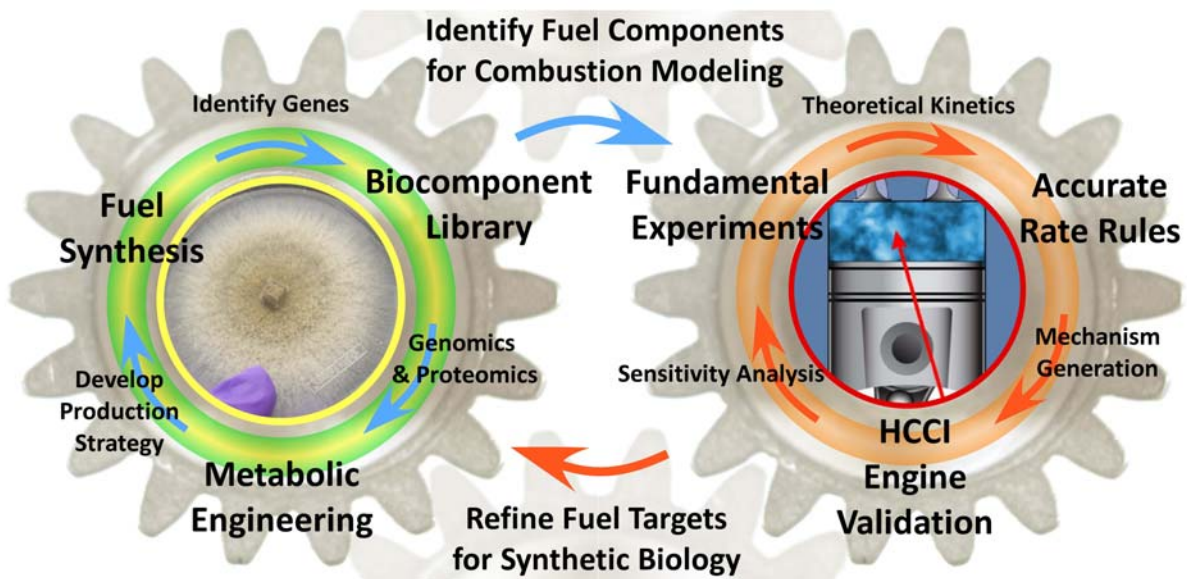 Identify Fuel Components
for Combustion Modeling
Identify Genes
Theoretical Kinetics
Fuel
Synthesis
Biocomponent
Library
Fundamental
Experiments
Accurate
Rate Rules
Genomics
& Proteomics
Develop
Production
Strategy
Sensitivity Analysis
Mechanism
Generation
Metabolic
Engineering
HCCI
Engine
Validation
Refine Fuel Targets
for Synthetic Biology